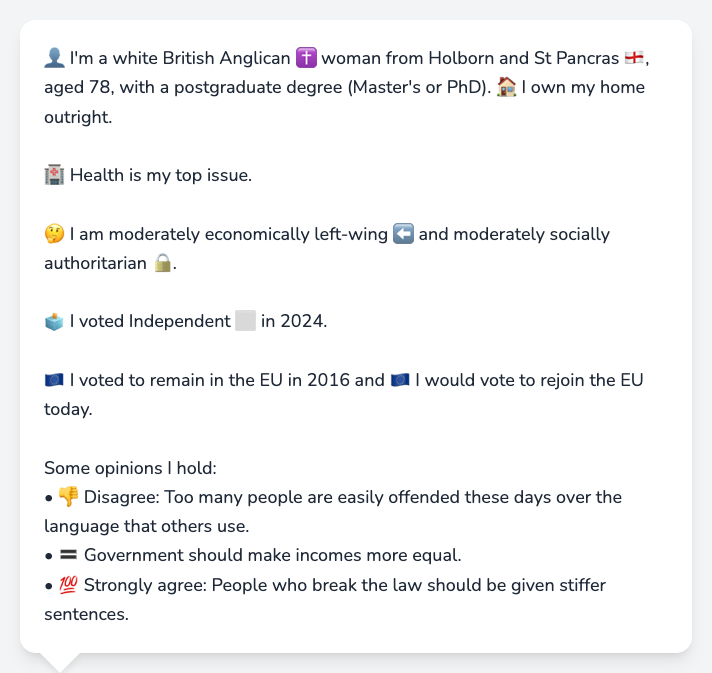 👤 I'm a white British Anglican ✝️ woman from Holborn and St Pancras 🏴󠁧󠁢󠁥󠁮󠁧󠁿,
aged 78, with a postgraduate degree (Master's or PhD). 🏠 I own my home
outright.
🏥 Health is my top issue.
🤔 I am moderately economically left-wing ⬅️ and moderately socially
authoritarian 🔒.
🗳️ I voted Independent ⬜ in 2024.
🇪🇺 I voted to remain in the EU in 2016 and 🇪🇺 I would vote to rejoin the EU
today.
Some opinions I hold:
• 👎 Disagree: Too many people are easily offended these days over the
language that others use.
• 🟰 Government should make incomes more equal.
• 💯 Strongly agree: People who break the law should be given stiffer
sentences.